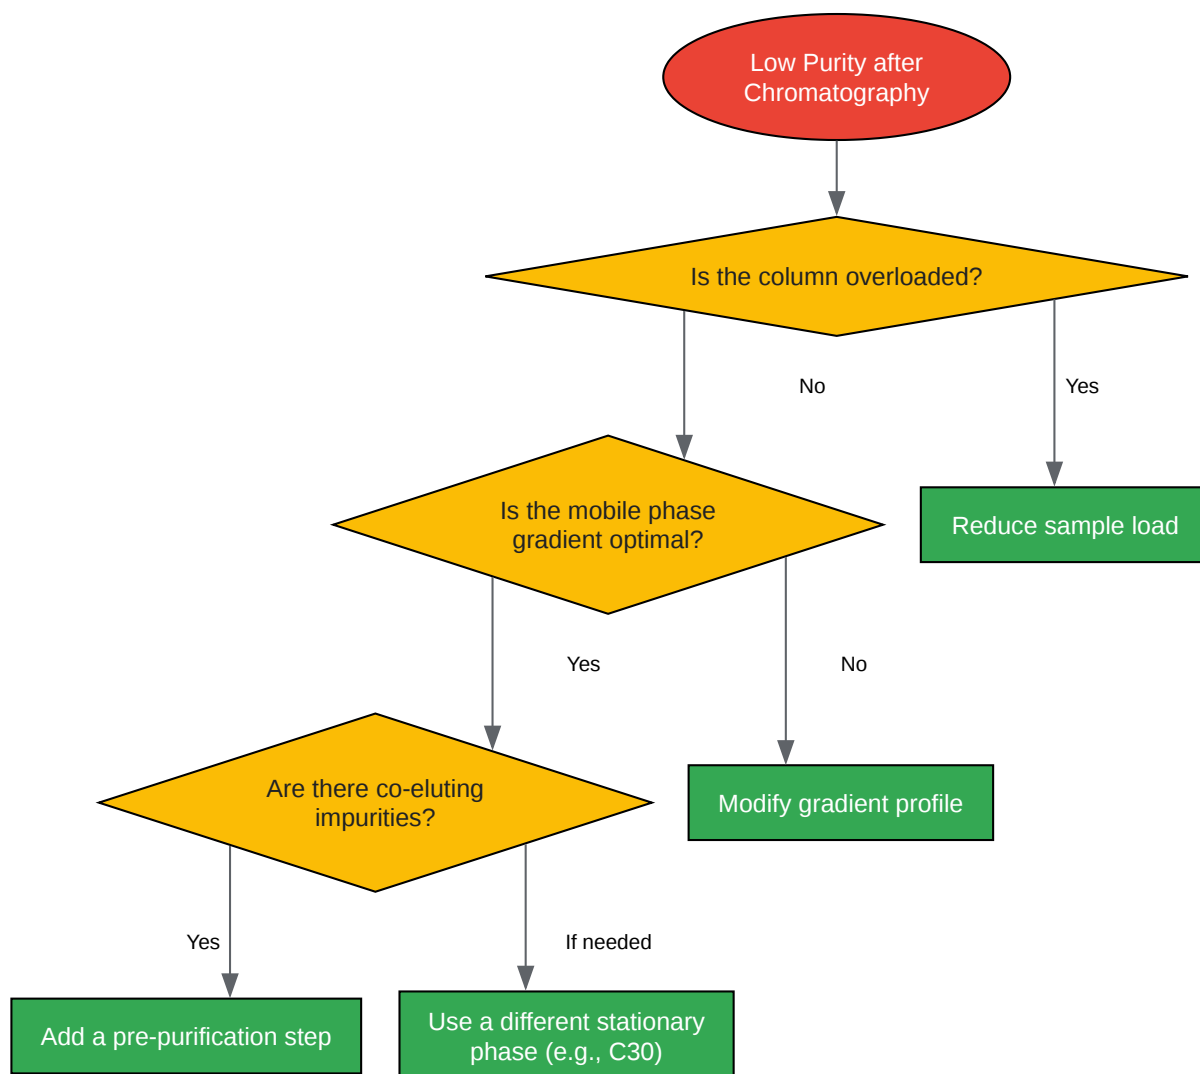 Low Purity after
Chromatography
Is the column overloaded?
No
Yes
Is the mobile phase
gradient optimal?
Reduce sample load
Yes
No
Are there co-eluting
impurities?
Modify gradient profile
Yes
If needed
Add a pre-purification step
Use a different stationary
phase (e.g., C30)